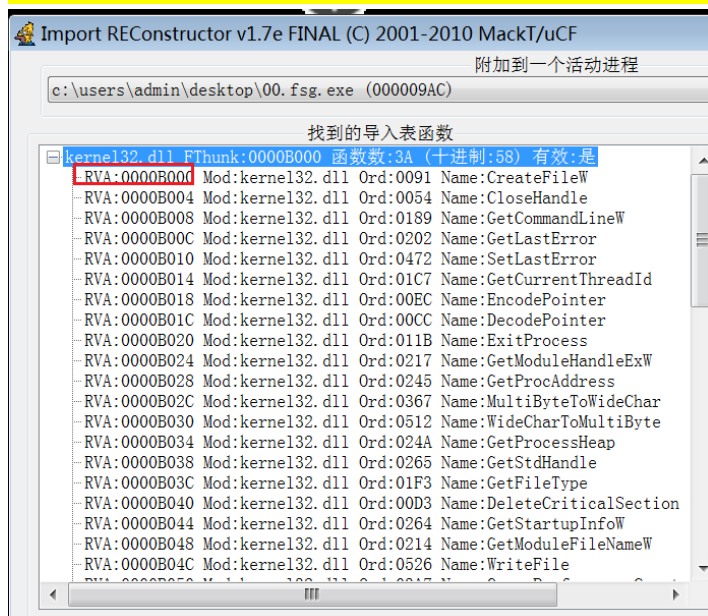 Import REConstructor v1.7e FINAL (C) 2001-2010 MackT/uCF
附加到一个活动进程
c:\users\admin\desktop\00.fsg.exe (000009AC)
找到的导入表函数
kernel32.dll FThunk:0000B000 函数数:3A (十进制:58) 有效:是
RVA:0000B000 Mod:kernel32.dll Ord:0091 Name:CreateFileW
RVA:0000B004 Mod:kernel32.dll Ord:0054 Name:CloseHandle
RVA:0000B008 Mod:kernel32.dll Ord:0189 Name:GetCommandLineW
RVA:0000B00C Mod:kernel32.dll Ord:0202 Name:GetLastError
RVA:0000B010 Mod:kernel32.dll Ord:0472 Name:SetLastError
RVA:0000B014 Mod:kernel32.dll Ord:01C7 Name:GetCurrentThreadId
RVA:0000B018 Mod:kernel32.dll Ord:00EC Name:EncodePointer
RVA:0000B01C Mod:kernel32.dll Ord:00CC Name:DecodePointer
RVA:0000B020 Mod:kernel32.dll Ord:011B Name:ExitProcess
RVA:0000B024 Mod:kernel32.dll Ord:0217 Name:GetModuleHandleExW
RVA:0000B028 Mod:kernel32.dll Ord:0245 Name:GetProcAddress
RVA:0000B02C Mod:kernel32.dll Ord:0367 Name:MultiByteToWideChar
RVA:0000B030 Mod:kernel32.dll Ord:0512 Name:WideCharToMultiByte
RVA:0000B034 Mod:kernel32.dll Ord:024A Name:GetProcessHeap
RVA:0000B038 Mod:kernel32.dll Ord:0265 Name:GetStdHandle
RVA:0000B03C Mod:kernel32.dll Ord:01F3 Name:GetFileType
RVA:0000B040 Mod:kernel32.dll Ord:00D3 Name:DeleteCriticalSection
RVA:0000B044 Mod:kernel32.dll Ord:0264 Name:GetStartupInfoW
RVA:0000B048 Mod:kernel32.dll Ord:0214 Name:GetModuleFileNameW
RVA:0000B04C Mod:kernel32.dll Ord:0526 Name:WriteFile